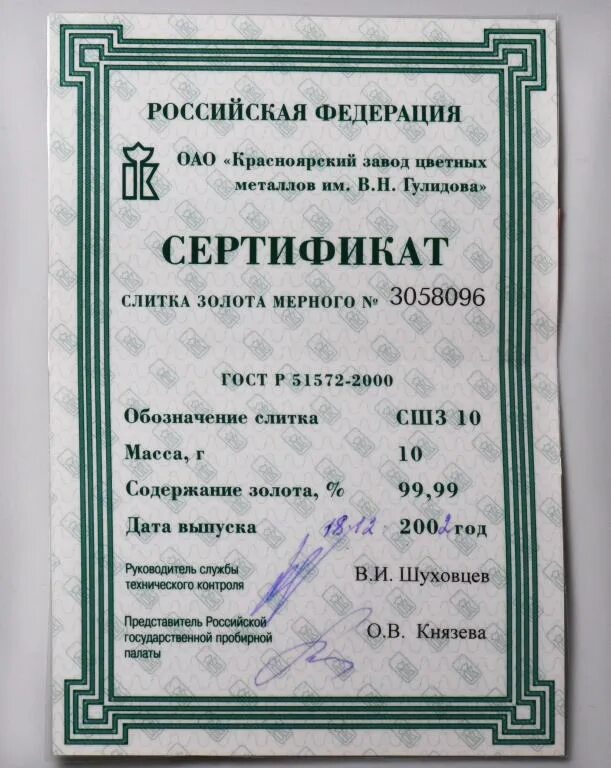 РОССИЙСКАЯ ФЕДЕРАЦИЯ
ОАО «Красноярский завод цветных
металлов им. В.Н. Гулидова»
СЕРТИФИКАТ
СЛИТКА ЗОЛОТА МЕРНОГО № 3058096
ГОСТ Р 51572-2000
Обозначение слитка СШЗ 10
Масса, г 10
Содержание золота, % 99,99
Дата выпуска 18.12 2002 год
Руководитель службы
технического контроля В.И. Шуховцев
Представитель Российской
государственной пробирной
палаты О.В. Князева